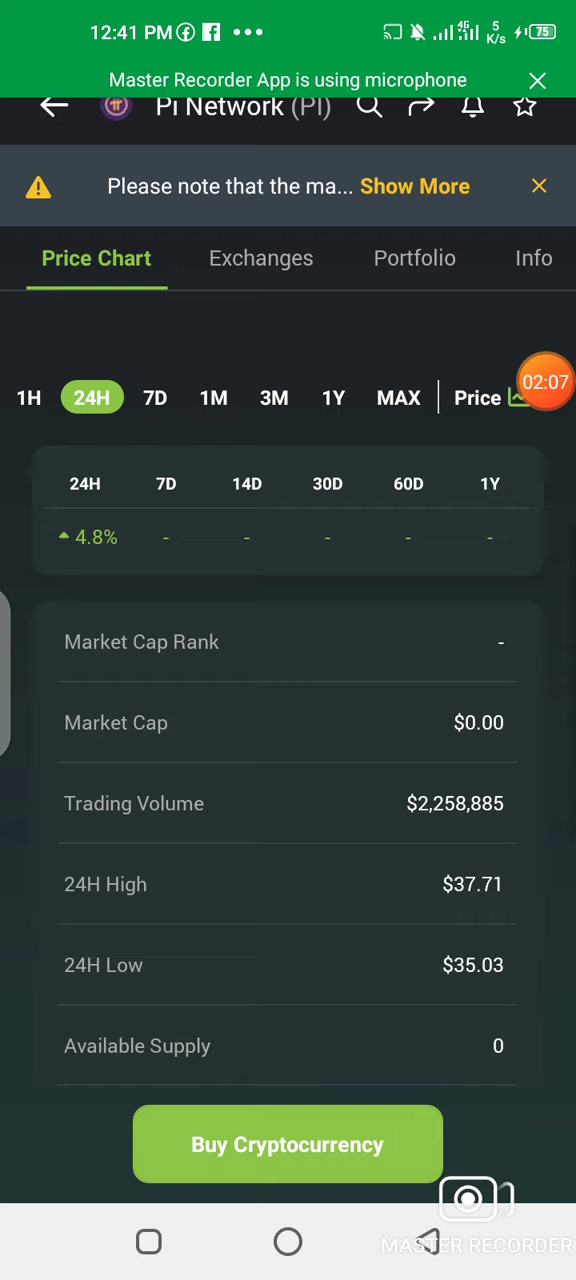 12:41 PM
4G 5 K/s 75
Master Recorder App is using microphone
Pi Network (PI)
Please note that the ma... Show More
Price Chart Exchanges Portfolio Info
1H 24H 7D 1M 3M 1Y MAX Price
02:07
24H 7D 14D 30D 60D 1Y
4.8% - - - - -
Market Cap Rank -
Market Cap $0.00
Trading Volume $2,258,885
24H High $37.71
24H Low $35.03
Available Supply 0
Buy Cryptocurrency
MASTER RECORDER